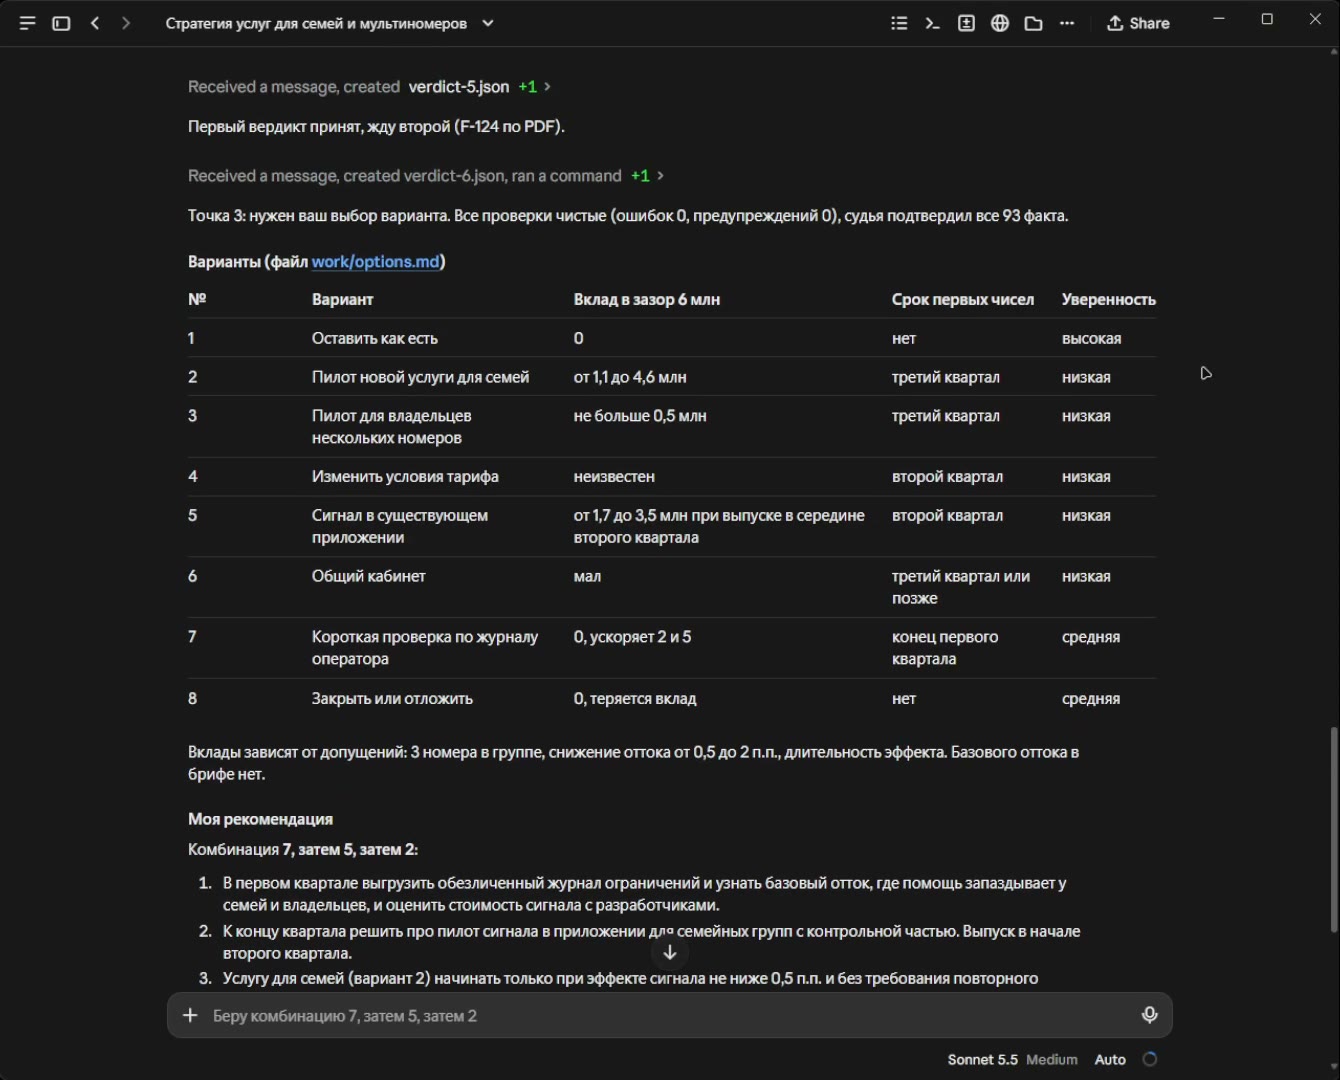 Стратегия услуг для семей и мультиномеров
Share
Received a message, created verdict-5.json +1 >
Первый вердикт принят, жду второй (F-124 по PDF).
Received a message, created verdict-6.json, ran a command +1 >
Точка 3: нужен ваш выбор варианта. Все проверки чистые (ошибок 0, предупреждений 0), судья подтвердил все 93 факта.
Варианты (файл work/options.md)
№ Вариант Вклад в зазор 6 млн Срок первых чисел Уверенность
1 Оставить как есть 0 нет высокая
2 Пилот новой услуги для семей от 1,1 до 4,6 млн третий квартал низкая
3 Пилот для владельцев не больше 0,5 млн третий квартал низкая
нескольких номеров
4 Изменить условия тарифа неизвестен второй квартал низкая
5 Сигнал в существующем от 1,7 до 3,5 млн при выпуске в середине второй квартал низкая
приложении второго квартала
6 Общий кабинет мал третий квартал или низкая
позже
7 Короткая проверка по журналу 0, ускоряет 2 и 5 конец первого средняя
оператора квартала
8 Закрыть или отложить 0, теряется вклад нет средняя
Вклады зависят от допущений: 3 номера в группе, снижение оттока от 0,5 до 2 п.п., длительность эффекта. Базового оттока в
брифе нет.
Моя рекомендация
Комбинация 7, затем 5, затем 2:
1. В первом квартале выгрузить обезличенный журнал ограничений и узнать базовый отток, где помощь запаздывает у
семей и владельцев, и оценить стоимость сигнала с разработчиками.
2. К концу квартала решить про пилот сигнала в приложении для семейных групп с контрольной частью. Выпуск в начале
второго квартала.
3. Услугу для семей (вариант 2) начинать только при эффекте сигнала не ниже 0,5 п.п. и без требования повторного
Беру комбинацию 7, затем 5, затем 2
Sonnet 5.5 Medium Auto